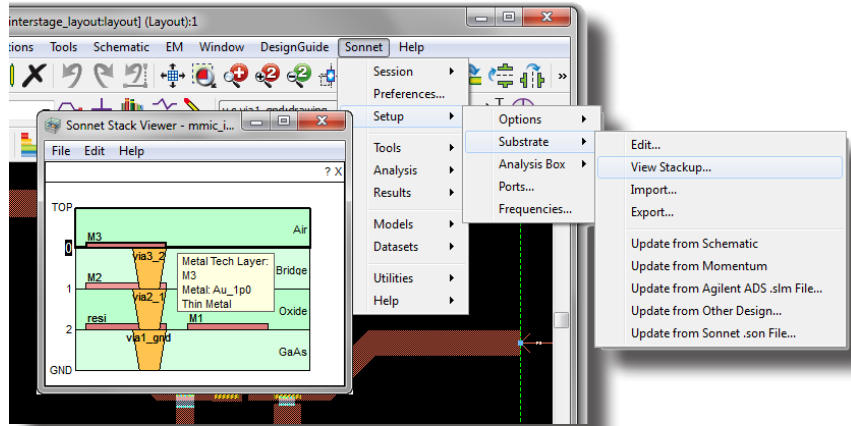 interstage_layout:layout] (Layout):1
tions Tools Schematic EM Window DesignGuide Sonnet Help
Session
Preferences...
Setup
Tools
Analysis
Results
Models
Datasets
Utilities
Help
Options
Substrate
Analysis Box
Ports...
Frequencies...
Edit...
View Stackup...
Import...
Export...
Update from Schematic
Update from Momentum
Update from Agilent ADS .slm File...
Update from Other Design...
Update from Sonnet .son File...
Sonnet Stack Viewer - mmic_i...
File Edit Help
? X
TOP
Air
M3
0
via3_2
Bridge
M2
1
via2_1
Oxide
resi
M1
2
via1_gnd
GaAs
GND
Metal Tech Layer:
M3
Metal: Au_1p0
Thin Metal